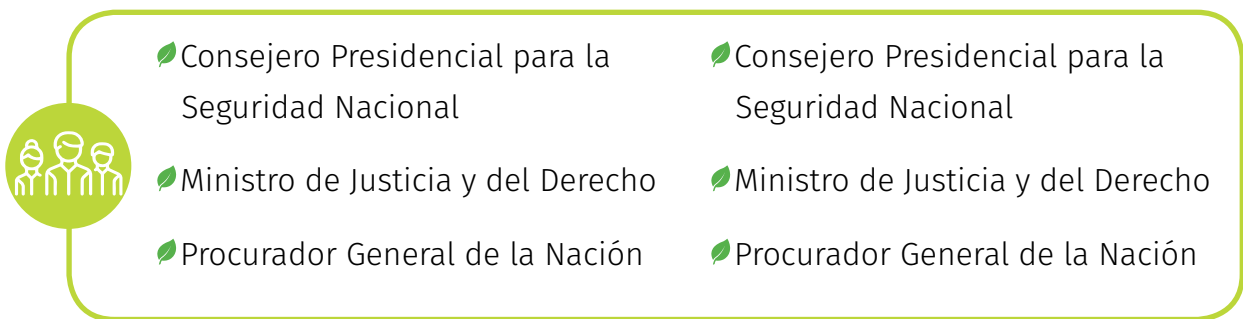 Consejero Presidencial para la
Seguridad Nacional
Ministro de Justicia y del Derecho
Procurador General de la Nación
Consejero Presidencial para la
Seguridad Nacional
Ministro de Justicia y del Derecho
Procurador General de la Nación